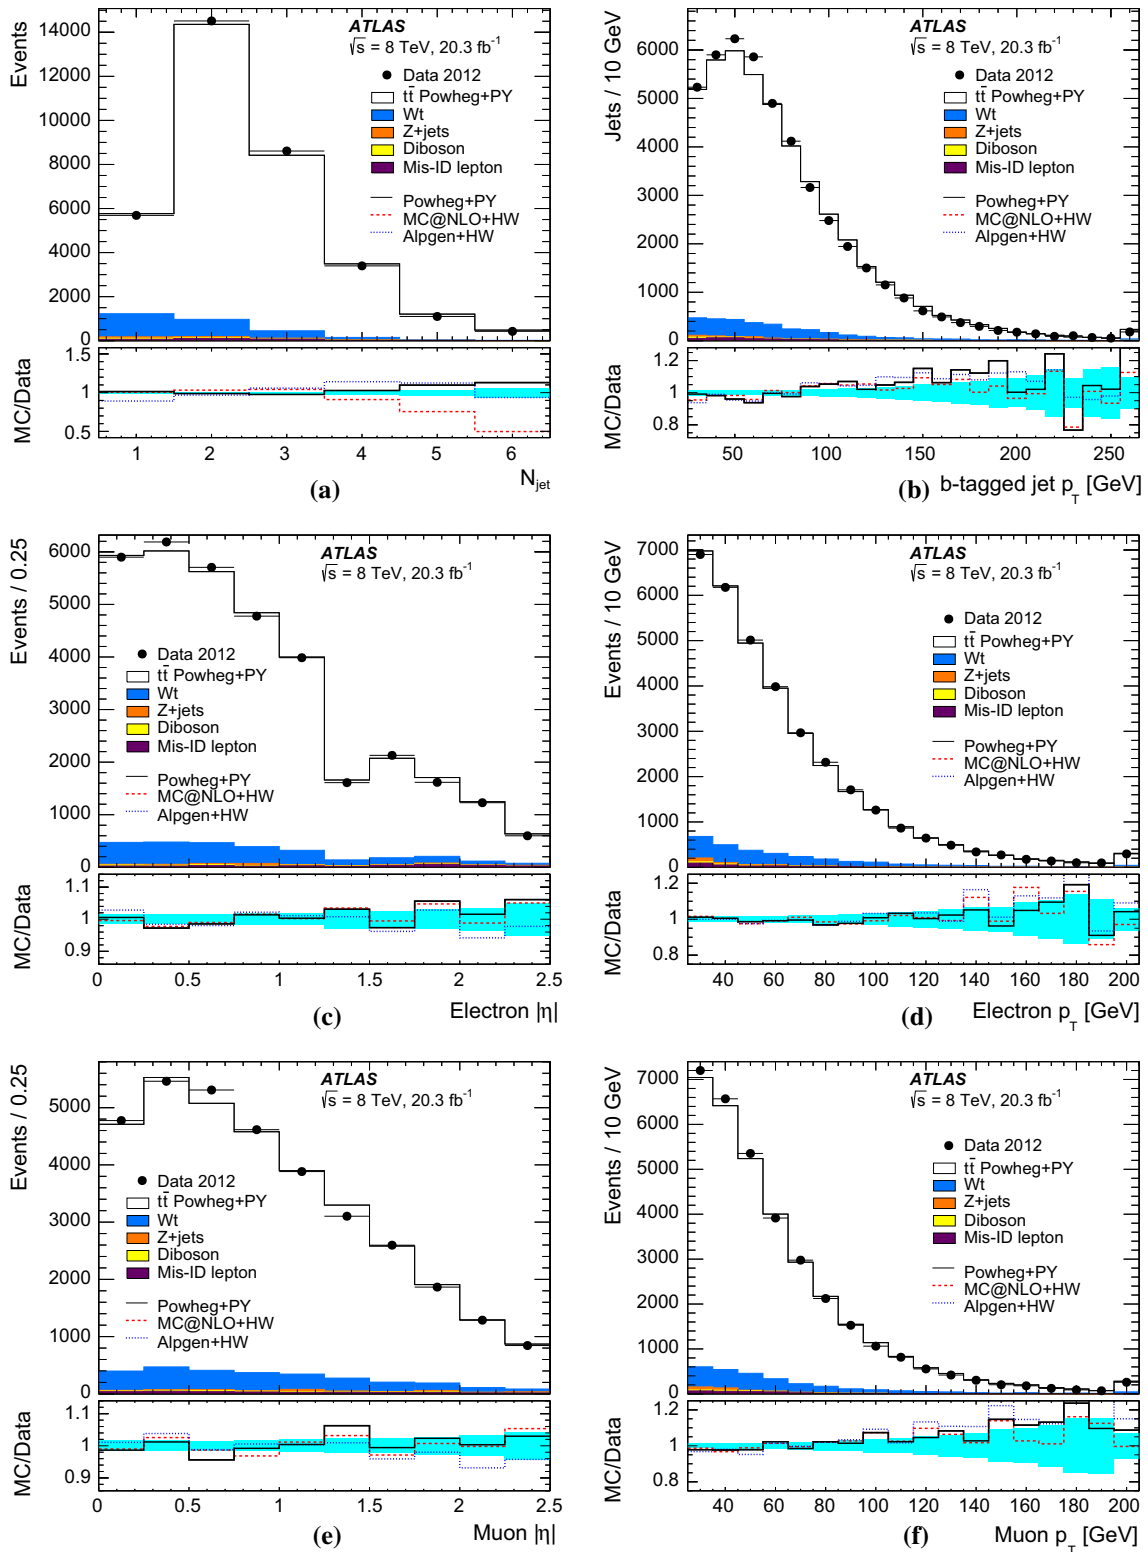 Events
14000
12000
10000
8000
6000
4000
2000
0
ATLAS
√s = 8 TeV, 20.3 fb⁻¹
Data 2012
tt̄ Powheg+PY
Wt
Z+jets
Diboson
Mis-ID lepton
Powheg+PY
MC@NLO+HW
Alpgen+HW
MC/Data
1.5
1
0.5
1 2 3 4 5 6
N_jet
(a)
Jets / 10 GeV
6000
5000
4000
3000
2000
1000
0
ATLAS
√s = 8 TeV, 20.3 fb⁻¹
Data 2012
tt̄ Powheg+PY
Wt
Z+jets
Diboson
Mis-ID lepton
Powheg+PY
MC@NLO+HW
Alpgen+HW
MC/Data
1.2
1
0.8
50 100 150 200 250
b-tagged jet p_T [GeV]
(b)
Events / 0.25
6000
5000
4000
3000
2000
1000
0
ATLAS
√s = 8 TeV, 20.3 fb⁻¹
Data 2012
tt̄ Powheg+PY
Wt
Z+jets
Diboson
Mis-ID lepton
Powheg+PY
MC@NLO+HW
Alpgen+HW
MC/Data
1.1
1
0.9
0 0.5 1 1.5 2 2.5
Electron |η|
(c)
Events / 10 GeV
7000
6000
5000
4000
3000
2000
1000
0
ATLAS
√s = 8 TeV, 20.3 fb⁻¹
Data 2012
tt̄ Powheg+PY
Wt
Z+jets
Diboson
Mis-ID lepton
Powheg+PY
MC@NLO+HW
Alpgen+HW
MC/Data
1.2
1
0.8
40 60 80 100 120 140 160 180 200
Electron p_T [GeV]
(d)
Events / 0.25
5000
4000
3000
2000
1000
0
ATLAS
√s = 8 TeV, 20.3 fb⁻¹
Data 2012
tt̄ Powheg+PY
Wt
Z+jets
Diboson
Mis-ID lepton
Powheg+PY
MC@NLO+HW
Alpgen+HW
MC/Data
1.1
1
0.9
0 0.5 1 1.5 2 2.5
Muon |η|
(e)
Events / 10 GeV
7000
6000
5000
4000
3000
2000
1000
0
ATLAS
√s = 8 TeV, 20.3 fb⁻¹
Data 2012
tt̄ Powheg+PY
Wt
Z+jets
Diboson
Mis-ID lepton
Powheg+PY
MC@NLO+HW
Alpgen+HW
MC/Data
1.2
1
0.8
40 60 80 100 120 140 160 180 200
Muon p_T [GeV]
(f)